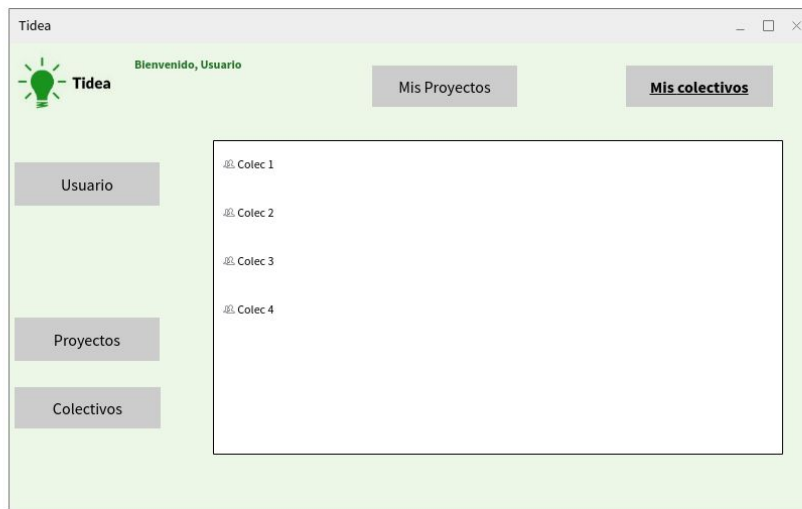 Tidea
Bienvenido, Usuario
Tidea
Mis Proyectos
Mis colectivos
Usuario
Colec 1
Colec 2
Colec 3
Colec 4
Proyectos
Colectivos